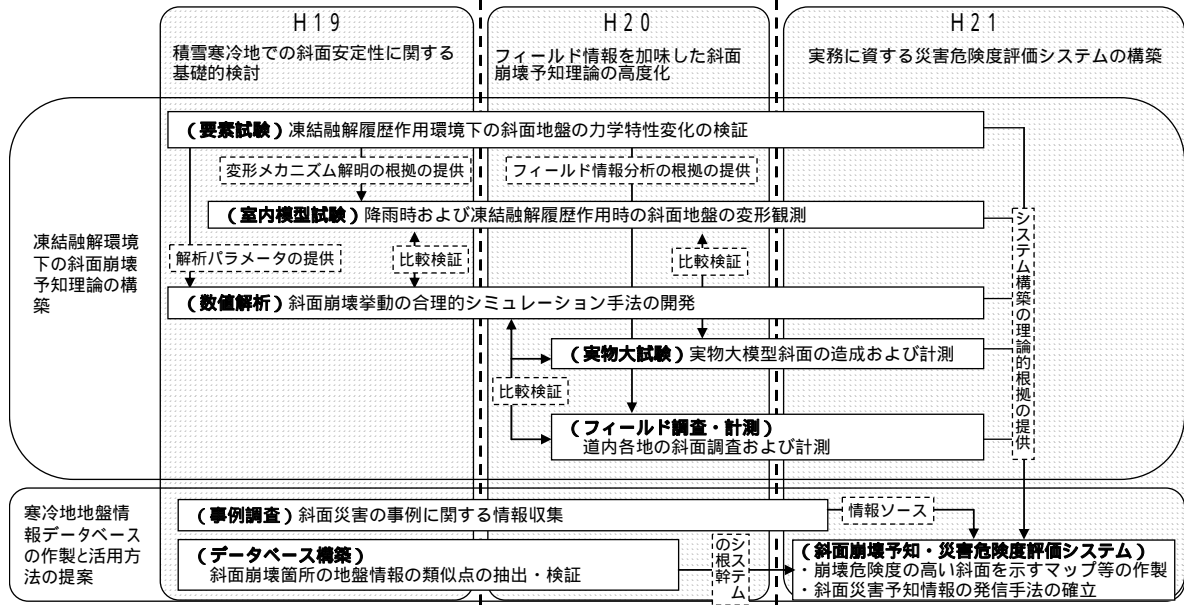 H19
H20
H21
積雪寒冷地での斜面安定性に関する
基礎的検討
フィールド情報を加味した斜面
崩壊予知理論の高度化
実務に資する災害危険度評価システムの構築
（要素試験）凍結融解履歴作用環境下の斜面地盤の力学特性変化の検証
変形メカニズム解明の根拠の提供
フィールド情報分析の根拠の提供
（室内模型試験）降雨時および凍結融解履歴作用時の斜面地盤の変形観測
凍結融解環境
下の斜面崩壊
予知理論の構
築
解析パラメータの提供
比較検証
比較検証
（数値解析）斜面崩壊挙動の合理的シミュレーション手法の開発
（実物大試験）実物大模型斜面の造成および計測
比較検証
（フィールド調査・計測）
道内各地の斜面調査および計測
システム構築の理論的根拠の提供
寒冷地地盤情
報データベース
の作製と活用方
法の提案
（事例調査）斜面災害の事例に関する情報収集
情報ソース
（データベース構築）
斜面崩壊箇所の地盤情報の類似点の抽出・検証
システム
の根幹
（斜面崩壊予知・災害危険度評価システム）
・崩壊危険度の高い斜面を示すマップ等の作製
・斜面災害予知情報の発信手法の確立